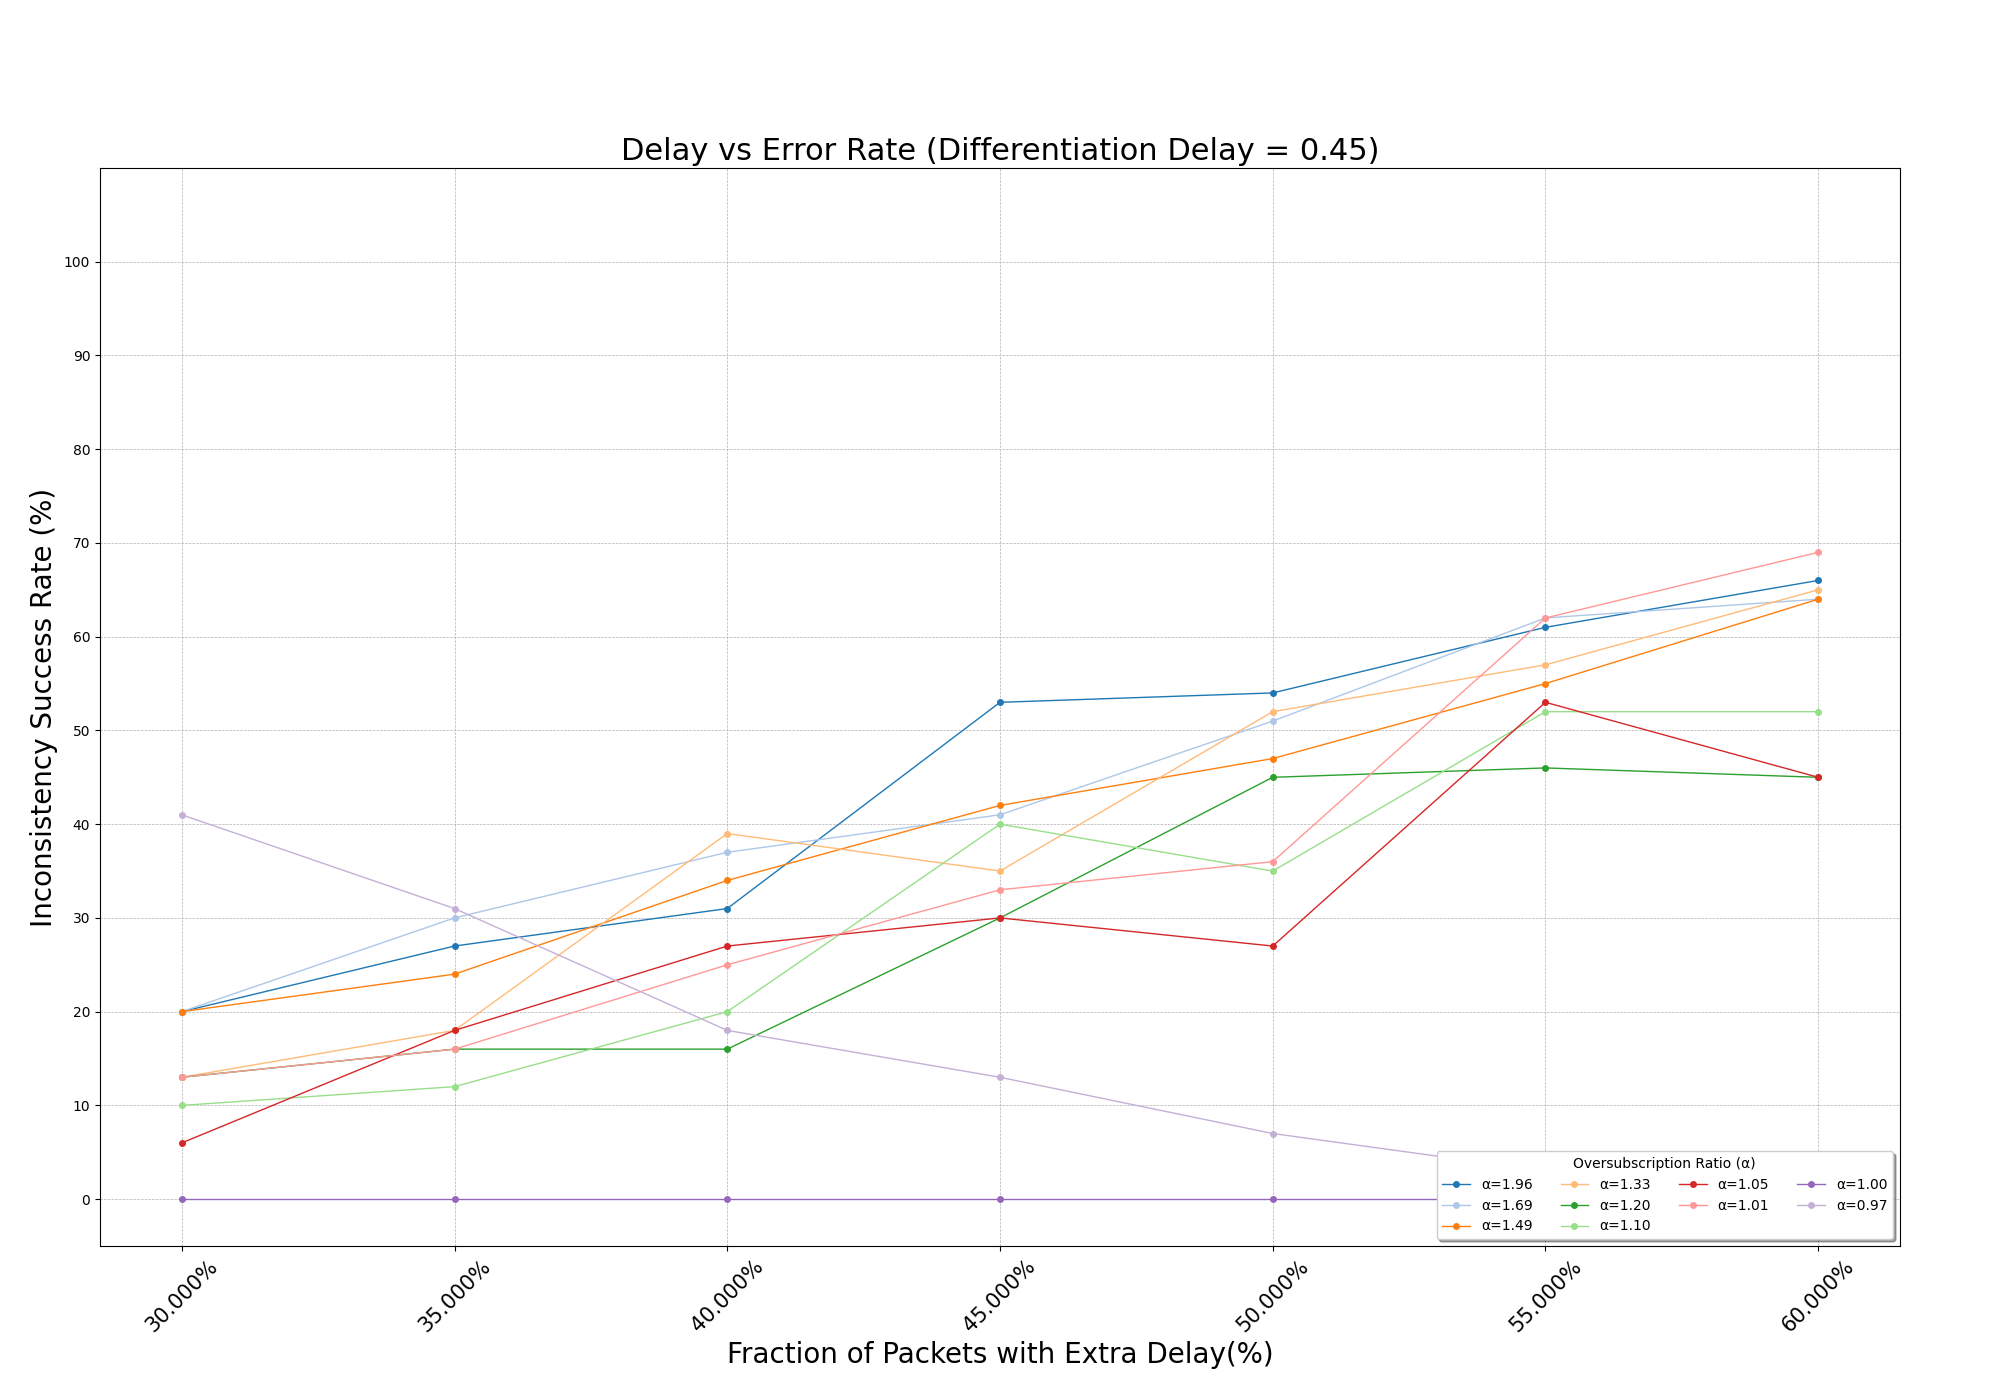 Delay vs Error Rate (Differentiation Delay = 0.45)
Inconsistency Success Rate (%)
100
90
80
70
60
50
40
30
20
10
0
Oversubscription Ratio (α)
α=1.96
α=1.69
α=1.49
α=1.33
α=1.20
α=1.10
α=1.05
α=1.01
α=1.00
α=0.97
30.000%
35.000%
40.000%
45.000%
50.000%
55.000%
60.000%
Fraction of Packets with Extra Delay(%)